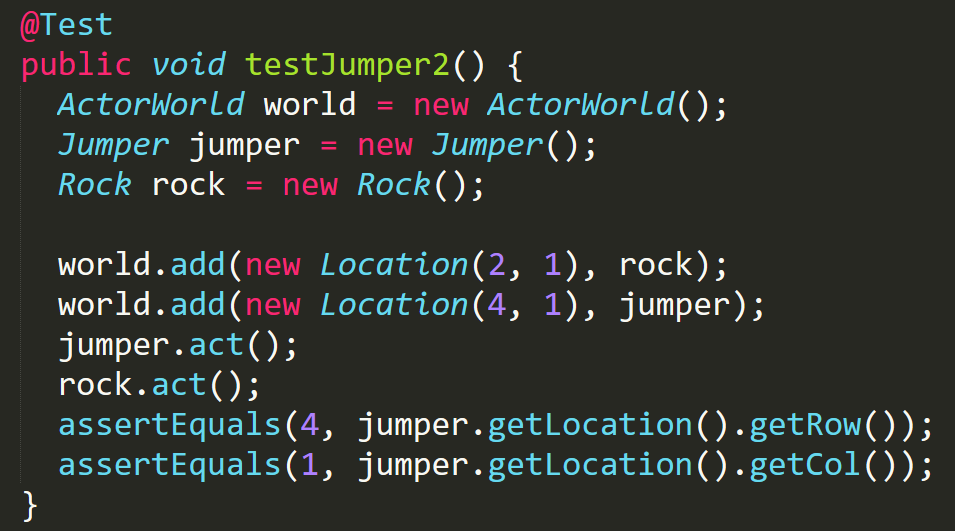 @Test
public void testJumper2() {
  ActorWorld world = new ActorWorld();
  Jumper jumper = new Jumper();
  Rock rock = new Rock();

  world.add(new Location(2, 1), rock);
  world.add(new Location(4, 1), jumper);
  jumper.act();
  rock.act();
  assertEquals(4, jumper.getLocation().getRow());
  assertEquals(1, jumper.getLocation().getCol());
}